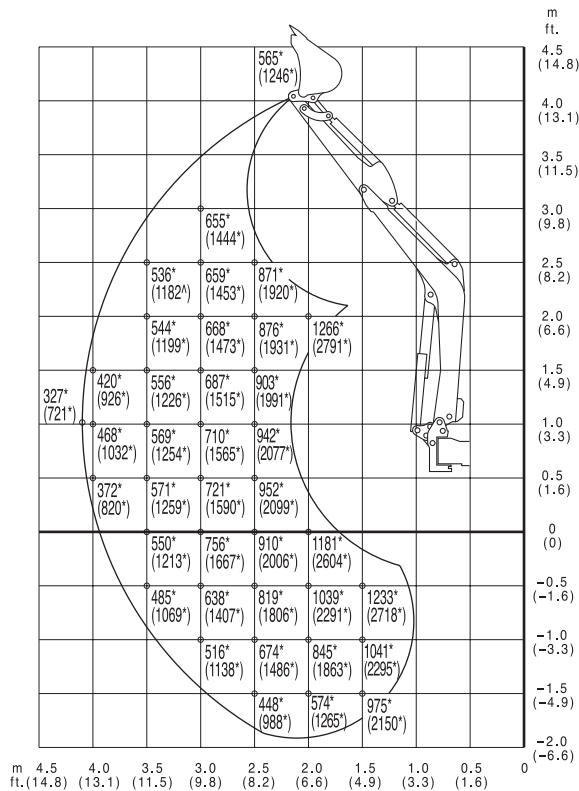 m
ft.
565*
(1246*)
4.5
(14.8)
4.0
(13.1)
3.5
(11.5)
655*
(1444*)
3.0
(9.8)
536* 659* 871*
(1182^) (1453*) (1920*)
2.5
(8.2)
544* 668* 876* 1266*
(1199*) (1473*) (1931*) (2791*)
2.0
(6.6)
420* 556* 687* 903*
(926*) (1226*) (1515*) (1991*)
1.5
(4.9)
327*
(721*)
468* 569* 710* 942*
(1032*) (1254*) (1565*) (2077*)
1.0
(3.3)
372* 571* 721* 952*
(820*) (1259*) (1590*) (2099*)
0.5
(1.6)
550* 756* 910* 1181*
(1213*) (1667*) (2006*) (2604*)
0
(0)
485* 638* 819* 1039* 1233*
(1069*) (1407*) (1806*) (2291*) (2718*)
−0.5
(−1.6)
516* 674* 845* 1041*
(1138*) (1486*) (1863*) (2295*)
−1.0
(−3.3)
448* 574* 975*
(988*) (1265*) (2150*)
−1.5
(−4.9)
−2.0
(−6.6)
m 4.5 4.0 3.5 3.0 2.5 2.0 1.5 1.0 0.5 0
ft.(14.8) (13.1) (11.5) (9.8) (8.2) (6.6) (4.9) (3.3) (1.6)